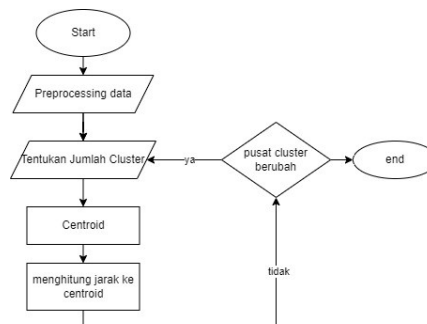 Start
Preprocessing data
Tentukan Jumlah Cluster
Centroid
menghitung jarak ke
centroid
ya
pusat cluster
berubah
end
tidak